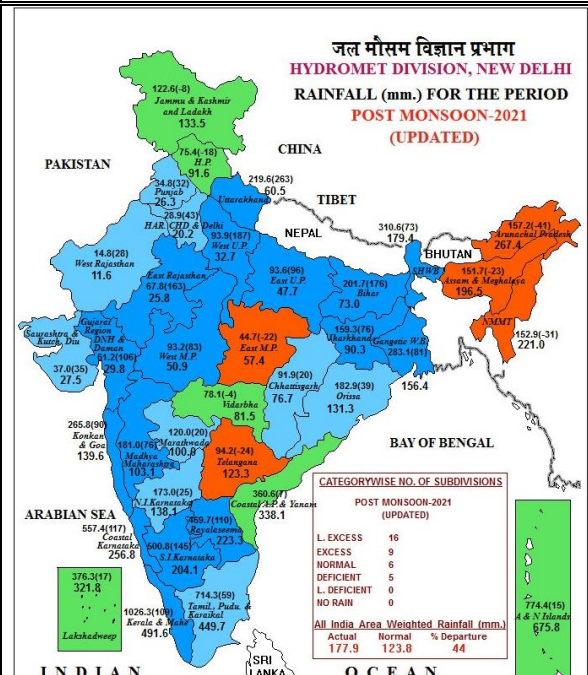 जल मौसम विज्ञान प्रभाग
HYDROMET DIVISION, NEW DELHI
RAINFALL (mm.) FOR THE PERIOD
POST MONSOON-2021
(UPDATED)
122.6(-8)
Jammu & Kashmir
and Ladakh
133.5
CHINA
PAKISTAN
75.4(-18)
H.P.
91.6
34.8(32)
Punjab
26.3
219.6(263)
60.5
Uttarakhand
TIBET
28.9(43)
HAR. CHD & Delhi
20.2
NEPAL
93.9(187)
West U.P.
32.7
310.6(73)
179.4
BHUTAN
SHWB
157.2(-41)
Arunachal Pradesh
267.4
14.8(28)
West Rajasthan
11.6
East Rajasthan
67.8(163)
25.8
93.6(96)
East U.P.
47.7
201.7(176)
Bihar
73.0
151.7(-23)
Assam & Meghalaya
196.5
NMMT
152.9(-31)
221.0
Saurashtra &
Kutch, Diu
37.0(35)
27.5
Gujarat
Region
DNH &
Daman
61.2(106)
29.8
93.2(83)
West M.P.
50.9
44.7(-22)
East M.P.
57.4
159.3(76)
Jharkhand
90.3
Gangetic W.B.
283.1(81)
156.4
91.9(20)
Chhattisgarh
76.7
182.9(39)
Orissa
131.3
78.1(-4)
Vidarbha
81.5
265.8(90)
Konkan
& Goa
139.6
120.0(20)
Marathwada
100.0
181.0(76)
Madhya
Maharashtra
103.1
94.2(-24)
Telangana
123.3
BAY OF BENGAL
173.0(25)
N.I.Karnataka
138.1
360.6(7)
Coastal A.P. & Yanam
338.1
ARABIAN SEA
557.4(117)
Coastal
Karnataka
256.8
469.7(110)
Rayalaseema
223.3
500.8(145)
S.I.Karnataka
204.1
376.3(17)
321.8
Lakshadweep
714.3(59)
Tamil, Pudu, &
Karaikal
449.7
1026.3(109)
Kerala & Mahe
491.6
CATEGORYWISE NO. OF SUBDIVISIONS
POST MONSOON-2021
(UPDATED)
L. EXCESS 16
EXCESS 9
NORMAL 6
DEFICIENT 5
L. DEFICIENT 0
NO RAIN 0
All India Area Weighted Rainfall (mm.)
Actual Normal % Departure
177.9 123.8 44
774.4(15)
A & N Islands
675.8
SRI
LANKA
INDIAN OCEAN